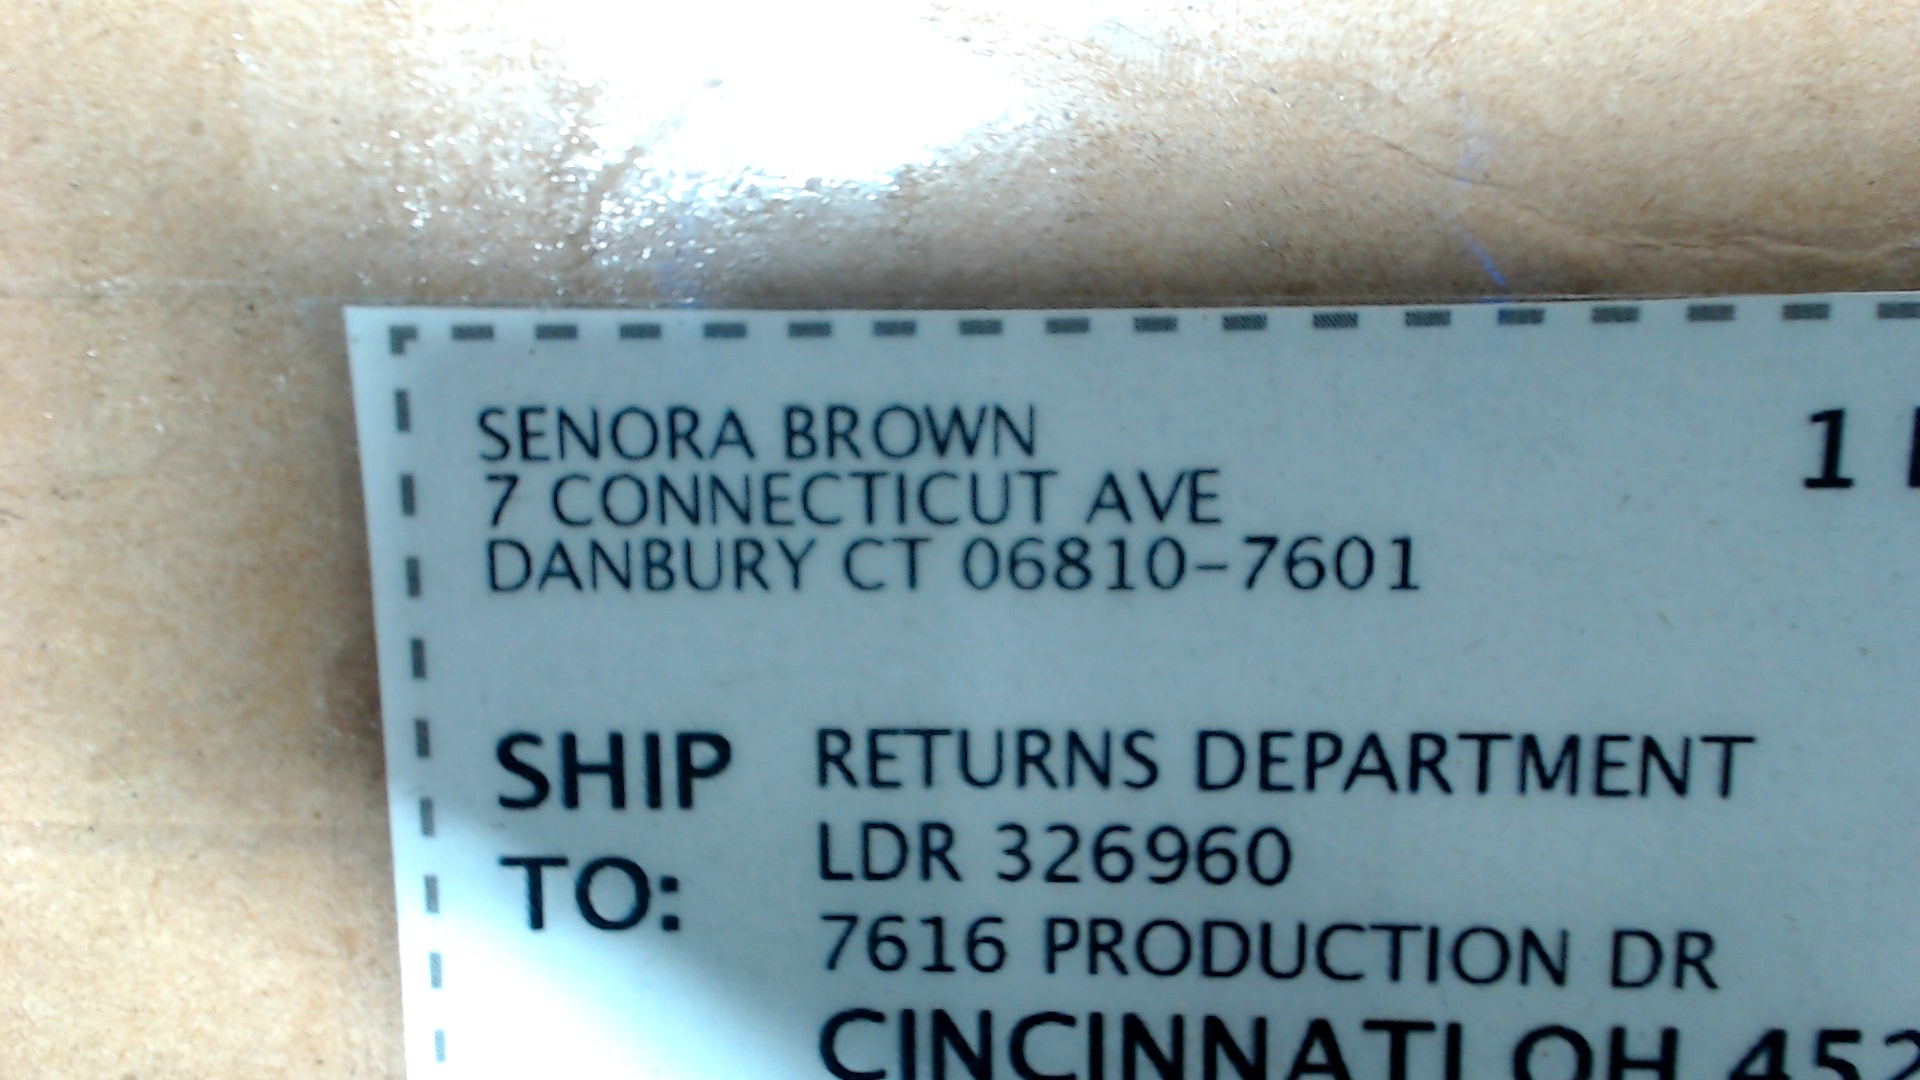 SENORA BROWN
7 CONNECTICUT AVE
DANBURY CT 06810-7601
1
SHIP TO:
RETURNS DEPARTMENT
LDR 326960
7616 PRODUCTION DR
CINCINNATI OH 452